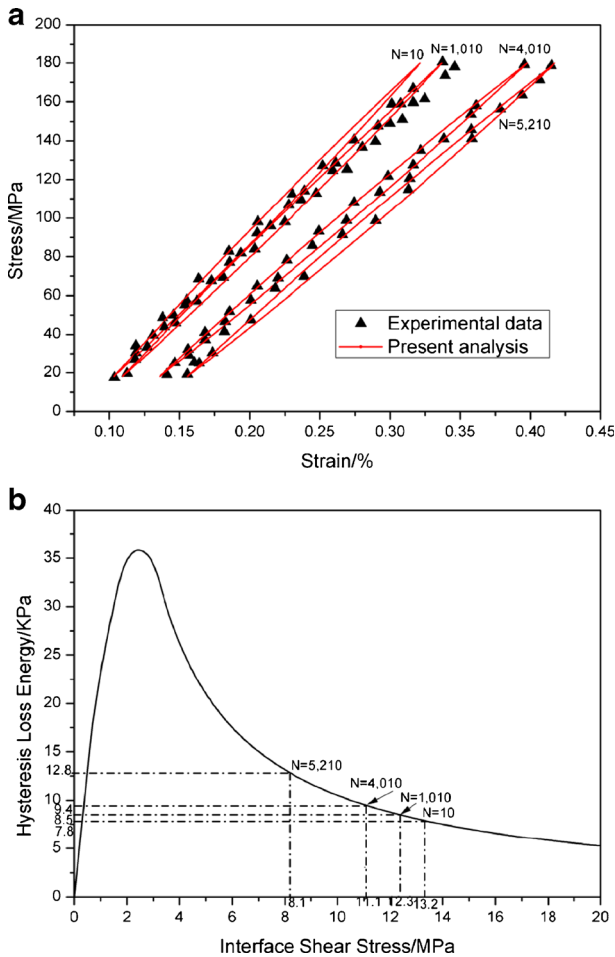 a
200
180
160
140
120
100
80
60
40
20
0
Stress/MPa
N=10
N=1,010
N=4,010
N=5,210
Experimental data
Present analysis
0.10 0.15 0.20 0.25 0.30 0.35 0.40 0.45
Strain/%
b
40
35
30
25
20
15
12.8
10
9.4
8.5
7.8
5
0
Hysteresis Loss Energy/KPa
N=5,210
N=4,010
N=1,010
N=10
8.1 11.1 12.3 13.2
0 2 4 6 8 10 12 14 16 18 20
Interface Shear Stress/MPa